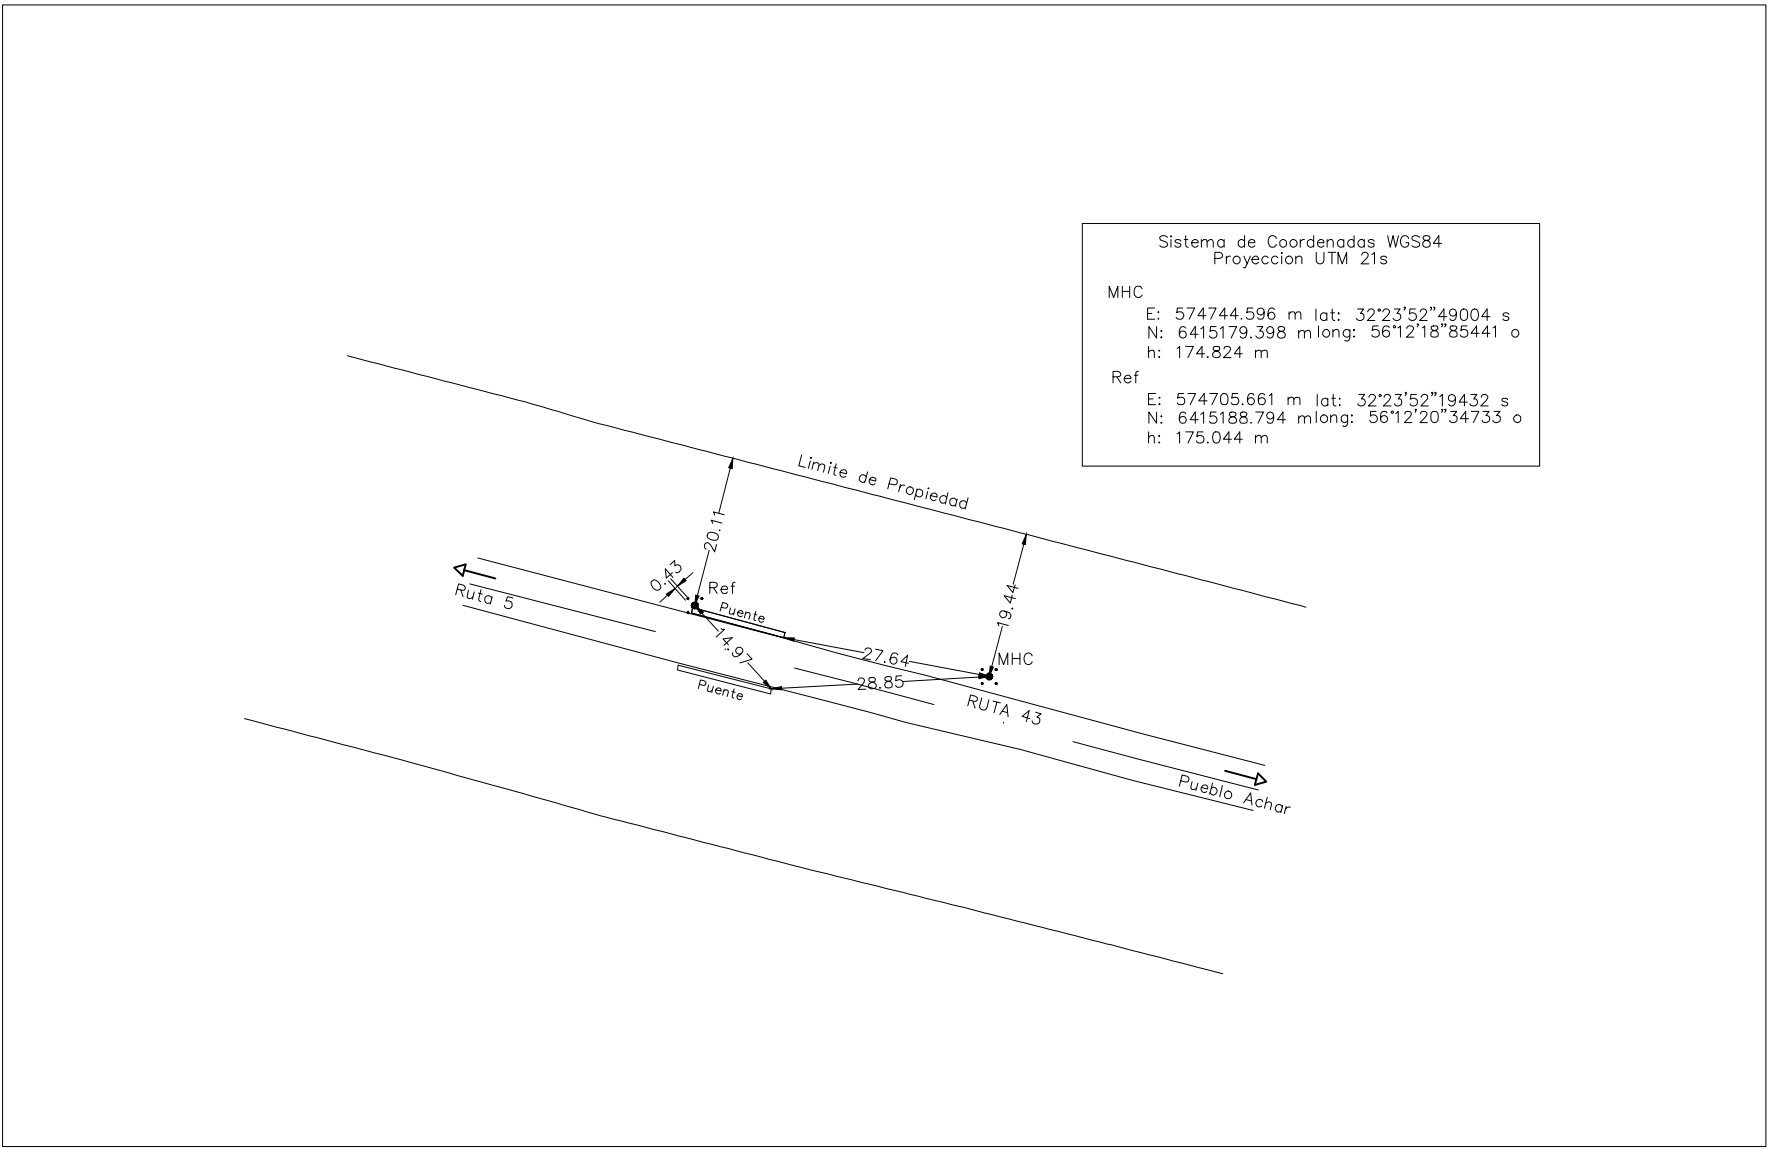 Sistema de Coordenadas WGS84
Proyeccion UTM 21s
MHC
E: 574744.596 m lat: 32°23'52"49004 s
N: 6415179.398 m long: 56°12'18"85441 o
h: 174.824 m
Ref
E: 574705.661 m lat: 32°23'52"19432 s
N: 6415188.794 m long: 56°12'20"34733 o
h: 175.044 m
Limite de Propiedad
20.11
19.44
0.43
Ref
Puente
Ruta 5
14.97
27.64
MHC
28.85
Puente
RUTA 43
Pueblo Achar